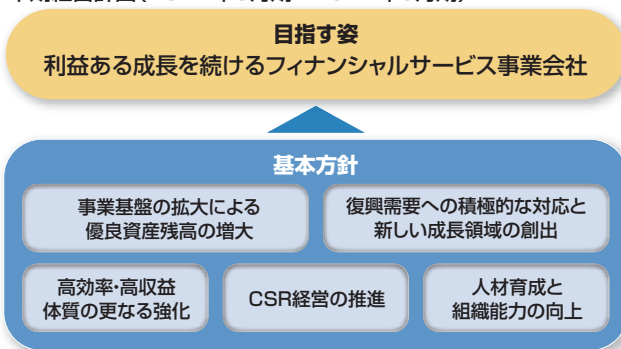 目指す姿
利益ある成長を続けるフィナンシャルサービス事業会社
基本方針
事業基盤の拡大による
優良資産残高の増大
復興需要への積極的な対応と
新しい成長領域の創出
高効率・高収益
体質の更なる強化
CSR経営の推進
人材育成と
組織能力の向上